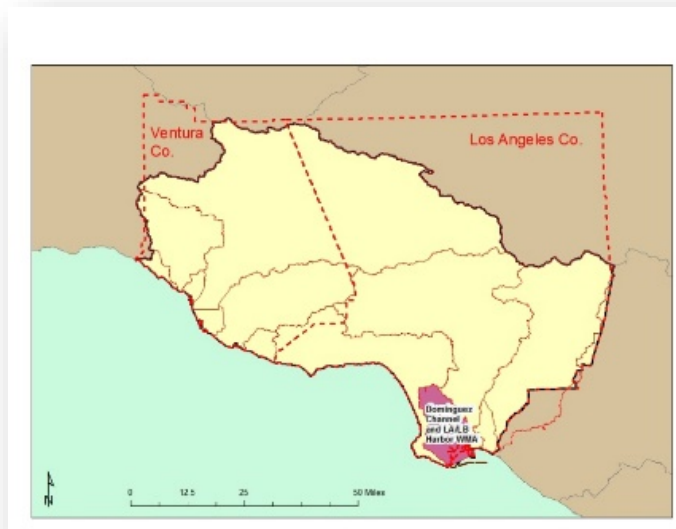 Ventura
Co.
Los Angeles Co.
Dominguez
Channel
and LA/LB
Harbor WMA
N
0 12.5 25 50 Miles